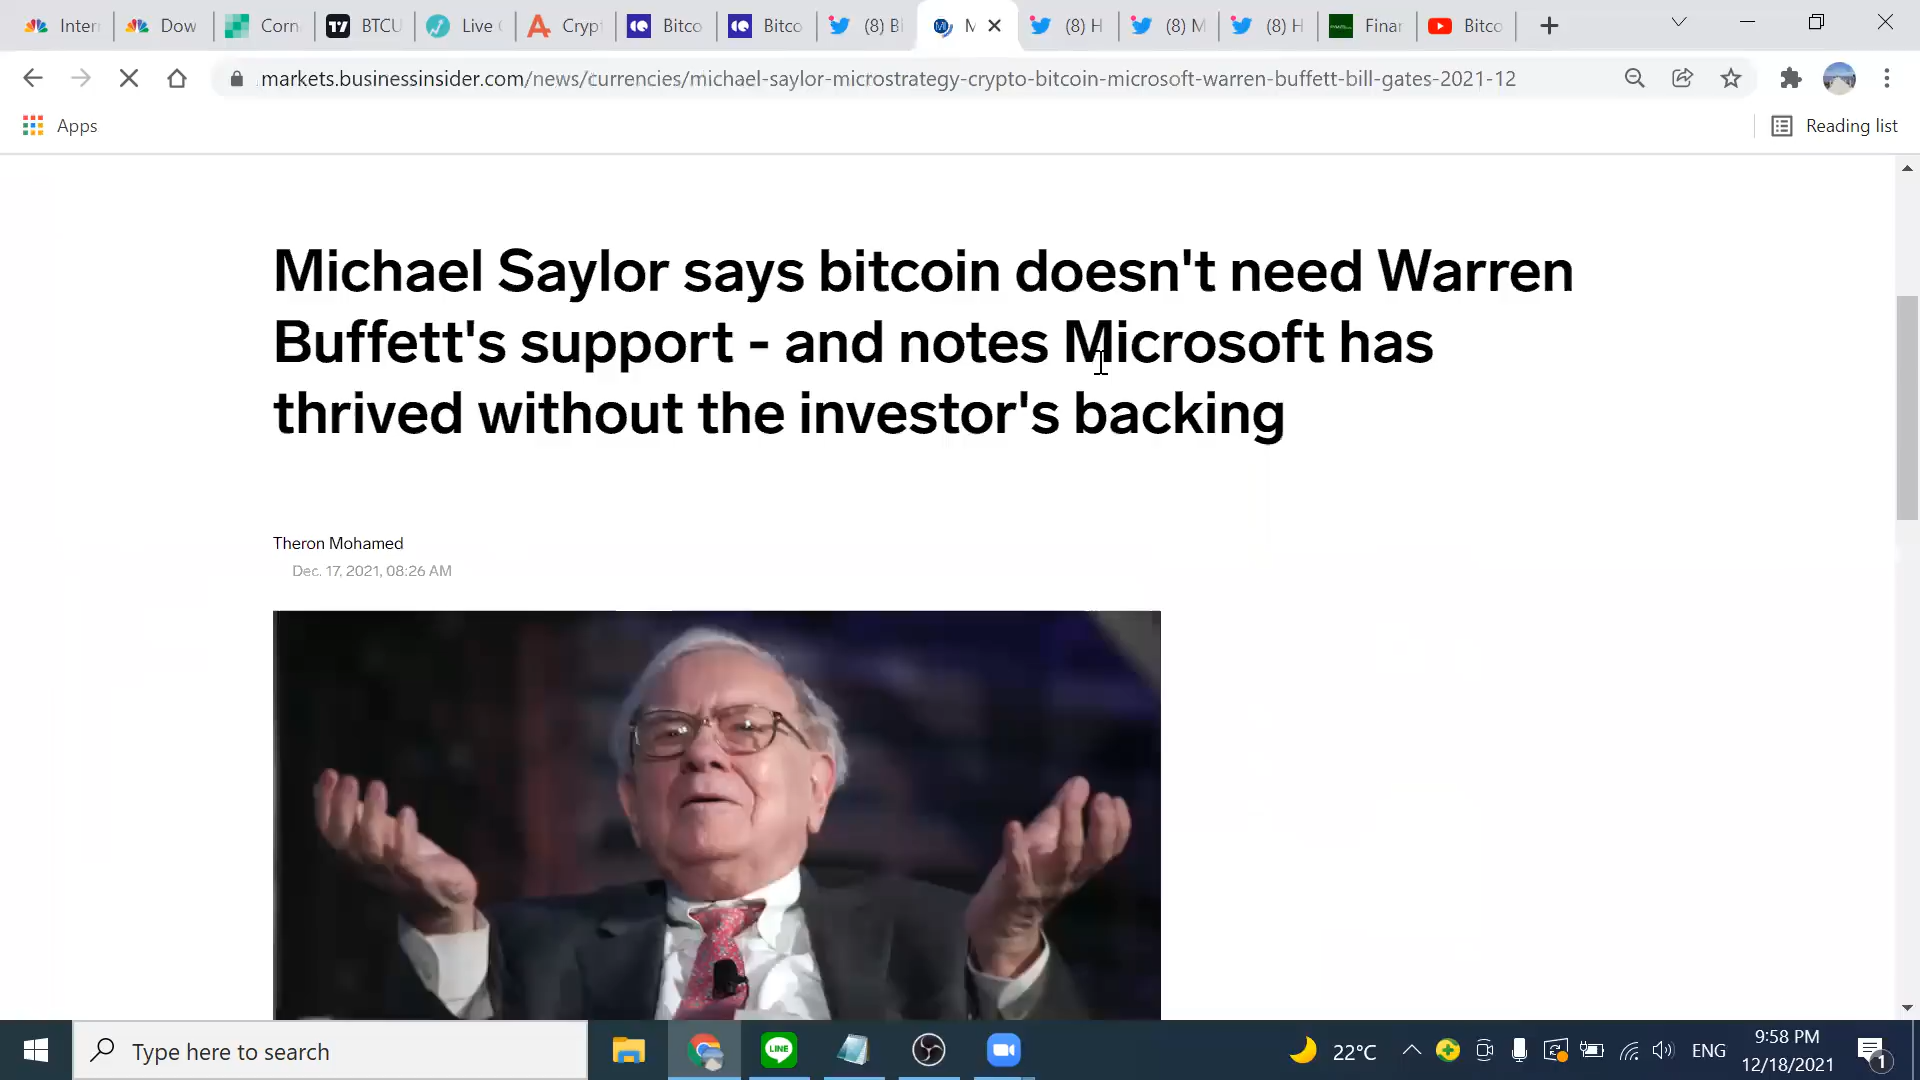 Inter
Dow
Corn
BTCU
Live
Crypt
Bitco
Bitco
(8) B
M
(8) H
(8) M
(8) H
Finar
Bitco
markets.businessinsider.com/news/currencies/michael-saylor-microstrategy-crypto-bitcoin-microsoft-warren-buffett-bill-gates-2021-12
Apps
Reading list
Michael Saylor says bitcoin doesn't need Warren
Buffett's support - and notes Microsoft has
thrived without the investor's backing
Theron Mohamed
Dec. 17, 2021, 08:26 AM
Type here to search
LINE
22°C
ENG
9:58 PM
12/18/2021
1